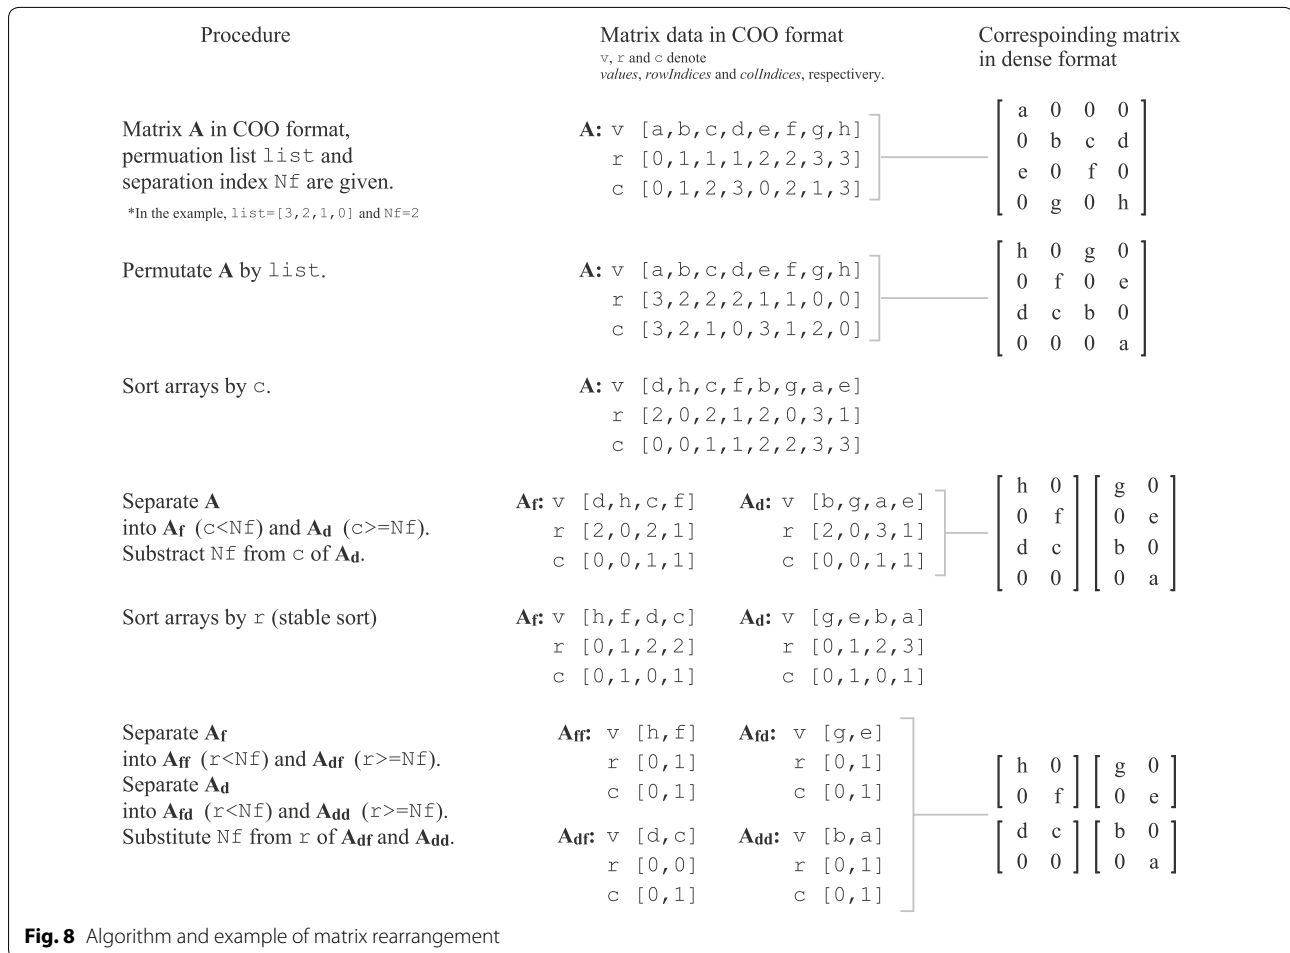 Procedure
Matrix data in COO format
v, r and c denote
values, rowIndices and colIndices, respectivery.
Correspoinding matrix
in dense format
Matrix A in COO format,
permuation list list and
separation index Nf are given.
*In the example, list=[3,2,1,0] and Nf=2
A: v [a,b,c,d,e,f,g,h]
r [0,1,1,1,2,2,3,3]
c [0,1,2,3,0,2,1,3]
a 0 0 0
0 b c d
e 0 f 0
0 g 0 h
Permutate A by list.
A: v [a,b,c,d,e,f,g,h]
r [3,2,2,2,1,1,0,0]
c [3,2,1,0,3,1,2,0]
h 0 g 0
0 f 0 e
d c b 0
0 0 0 a
Sort arrays by c.
A: v [d,h,c,f,b,g,a,e]
r [2,0,2,1,2,0,3,1]
c [0,0,1,1,2,2,3,3]
Separate A
into Af (c<Nf) and Ad (c>=Nf).
Substract Nf from c of Ad.
Af: v [d,h,c,f]
r [2,0,2,1]
c [0,0,1,1]
Ad: v [b,g,a,e]
r [2,0,3,1]
c [0,0,1,1]
h 0 g 0
0 f 0 e
d c b 0
0 0 0 a
Sort arrays by r (stable sort)
Af: v [h,f,d,c]
r [0,1,2,2]
c [0,1,0,1]
Ad: v [g,e,b,a]
r [0,1,2,3]
c [0,1,0,1]
Separate Af
into Aff (r<Nf) and Adf (r>=Nf).
Separate Ad
into Afd (r<Nf) and Add (r>=Nf).
Substitute Nf from r of Adf and Add.
Aff: v [h,f]
r [0,1]
c [0,1]
Afd: v [g,e]
r [0,1]
c [0,1]
Adf: v [d,c]
r [0,0]
c [0,1]
Add: v [b,a]
r [0,1]
c [0,1]
h 0 g 0
0 f 0 e
d c b 0
0 0 0 a
Fig. 8 Algorithm and example of matrix rearrangement